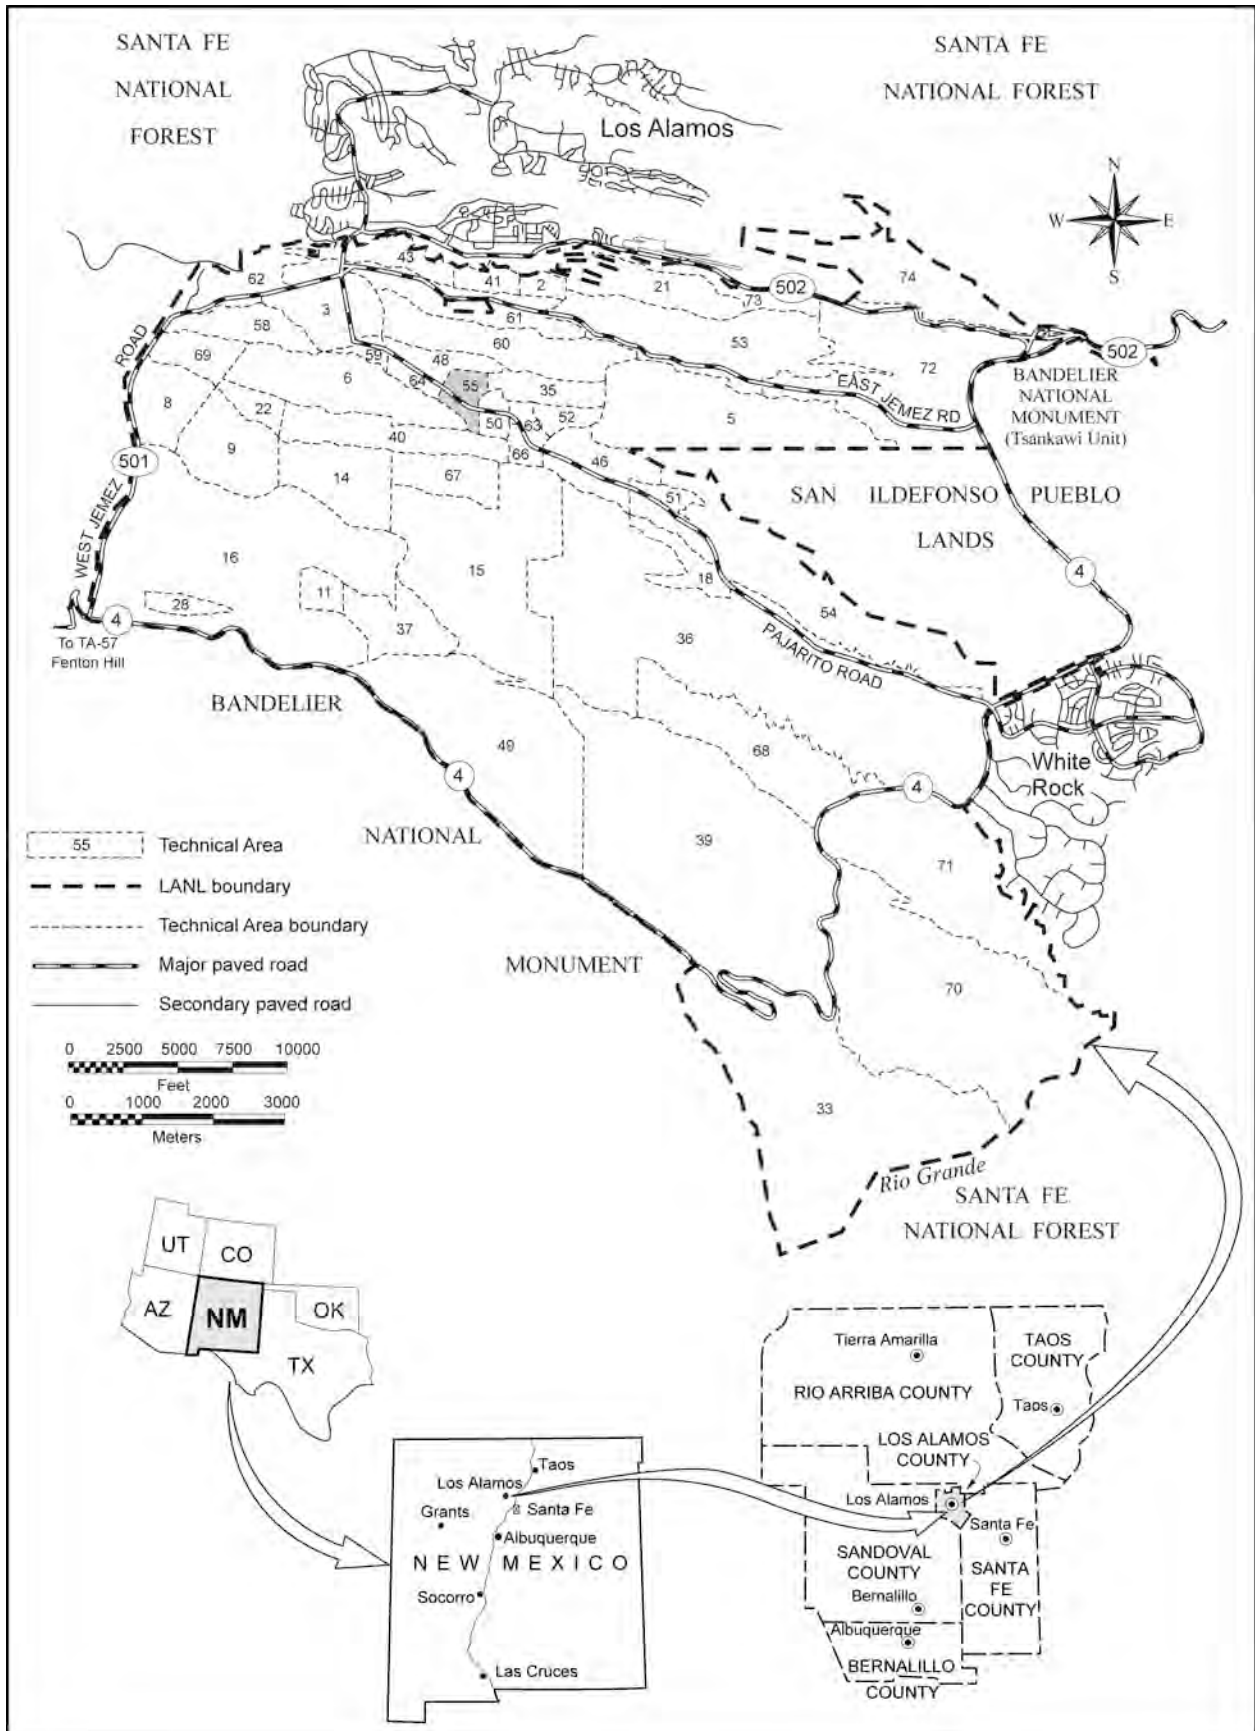 SANTA FE
NATIONAL
FOREST
SANTA FE
NATIONAL FOREST
Los Alamos
N
W
E
S
43
62
41
2
21
73
502
74
3
61
58
60
53
502
59
48
69
6
64
55
35
72
BANDELIER
NATIONAL
MONUMENT
(Tsankawi Unit)
ROAD
EAST JEMEZ RD
8
22
50
63
52
5
9
40
66
46
501
14
67
51
SAN ILDEFONSO PUEBLO
LANDS
WEST JEMEZ
16
15
18
4
28
11
54
4
37
36
PAJARITO ROAD
To TA-57
Fenton Hill
BANDELIER
49
68
White
Rock
4
4
NATIONAL
39
71
55 Technical Area
LANL boundary
Technical Area boundary
Major paved road
Secondary paved road
MONUMENT
70
0 2500 5000 7500 10000
Feet
0 1000 2000 3000
Meters
33
Rio Grande
SANTA FE
NATIONAL FOREST
UT
CO
AZ
NM
OK
TX
Tierra Amarilla
TAOS
COUNTY
RIO ARRIBA COUNTY
Taos
LOS ALAMOS
COUNTY
Los Alamos
Santa Fe
SANDOVAL
COUNTY
SANTA
FE
COUNTY
Bernalillo
Albuquerque
BERNALILLO
COUNTY
Taos
Los Alamos
Santa Fe
Grants
Albuquerque
NEW MEXICO
Socorro
Las Cruces